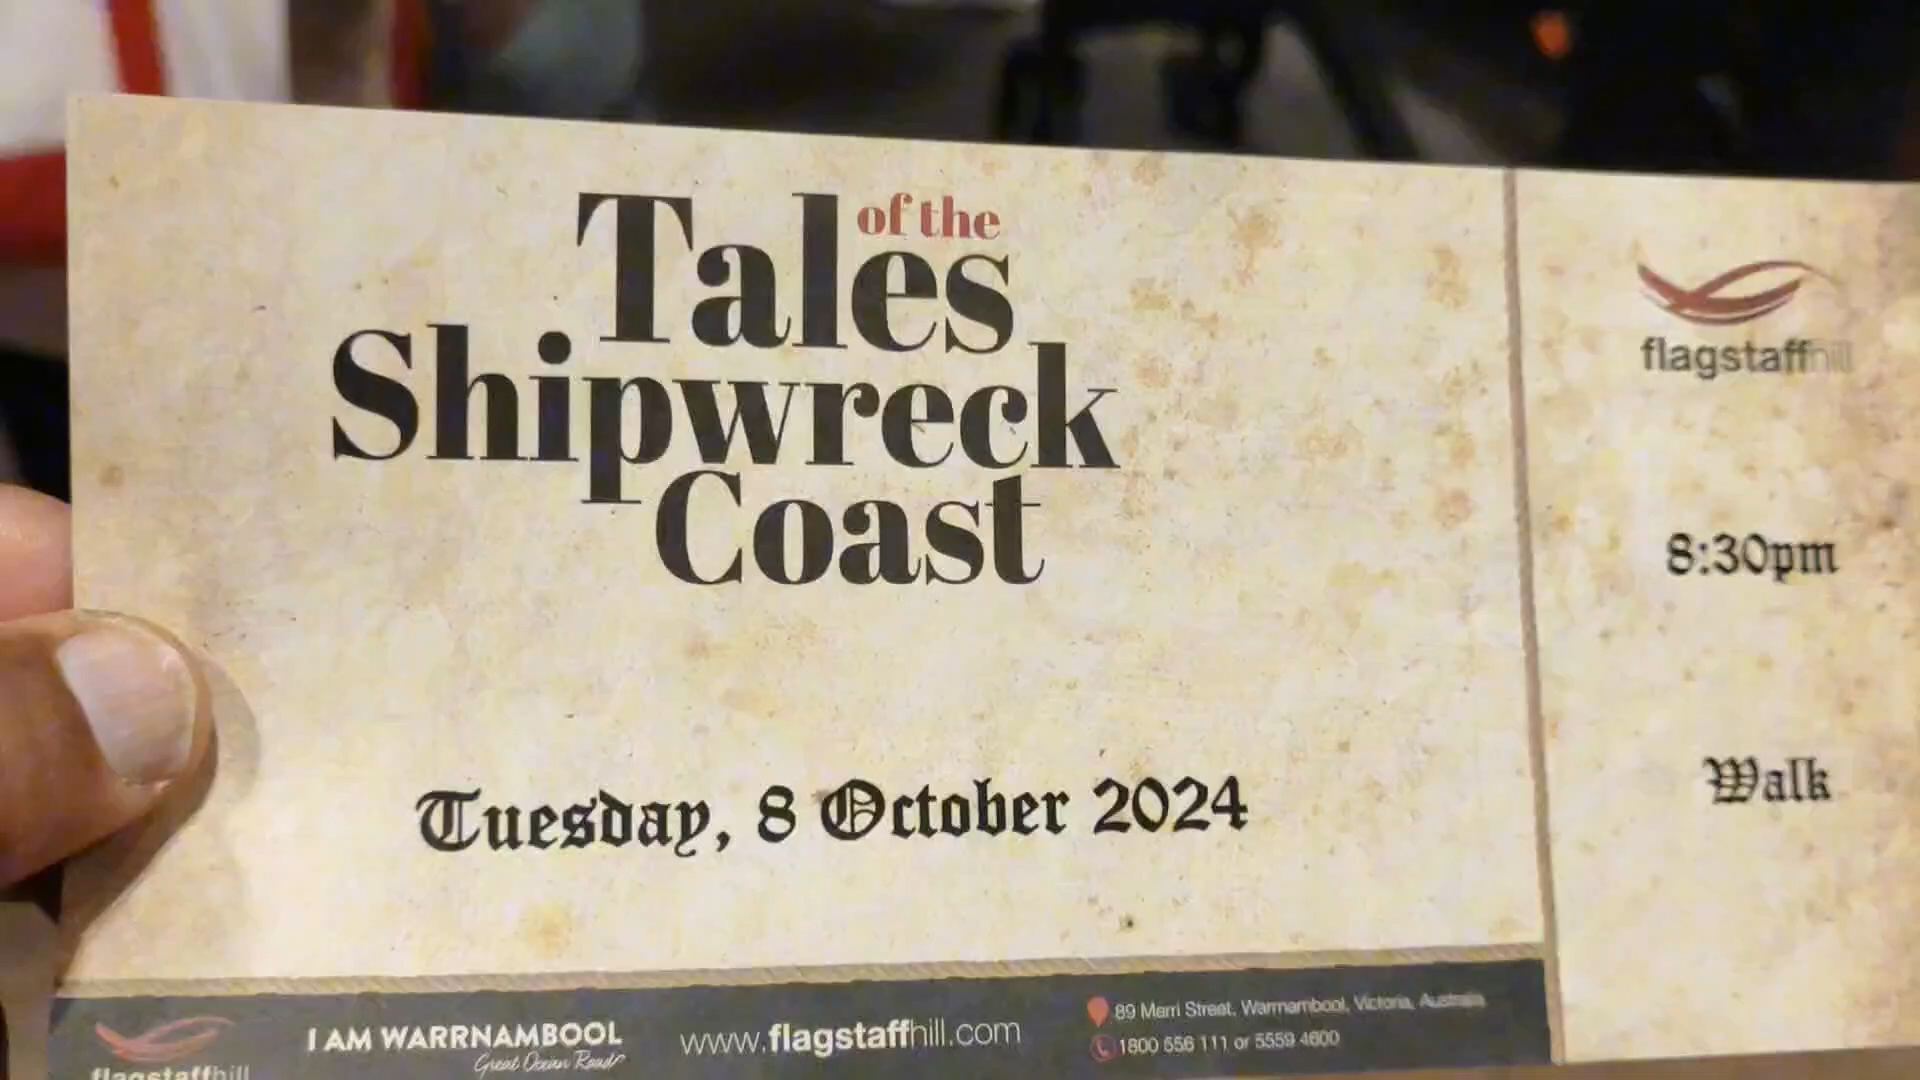 Tales of the
Shipwreck
Coast
Tuesday, 8 October 2024
flagstaffhill
I AM WARRNAMBOOL
Great Ocean Road
www.flagstaffhill.com
89 Merri Street, Warrnambool, Victoria, Australia
1800 556 111 or 5559 4600
flagstaffhill
8:30pm
Walk